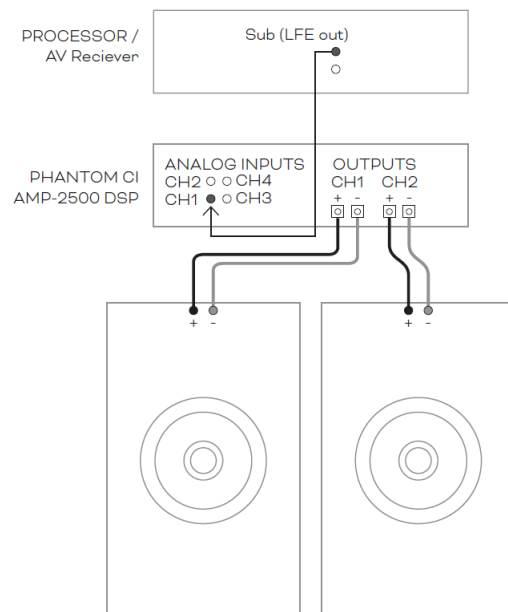 PROCESSOR /
AV Reciever
Sub (LFE out)
PHANTOM CI
AMP-2500 DSP
ANALOG INPUTS
CH2 CH4
CH1 CH3
OUTPUTS
CH1 CH2
+ - + -
+ -
+ -